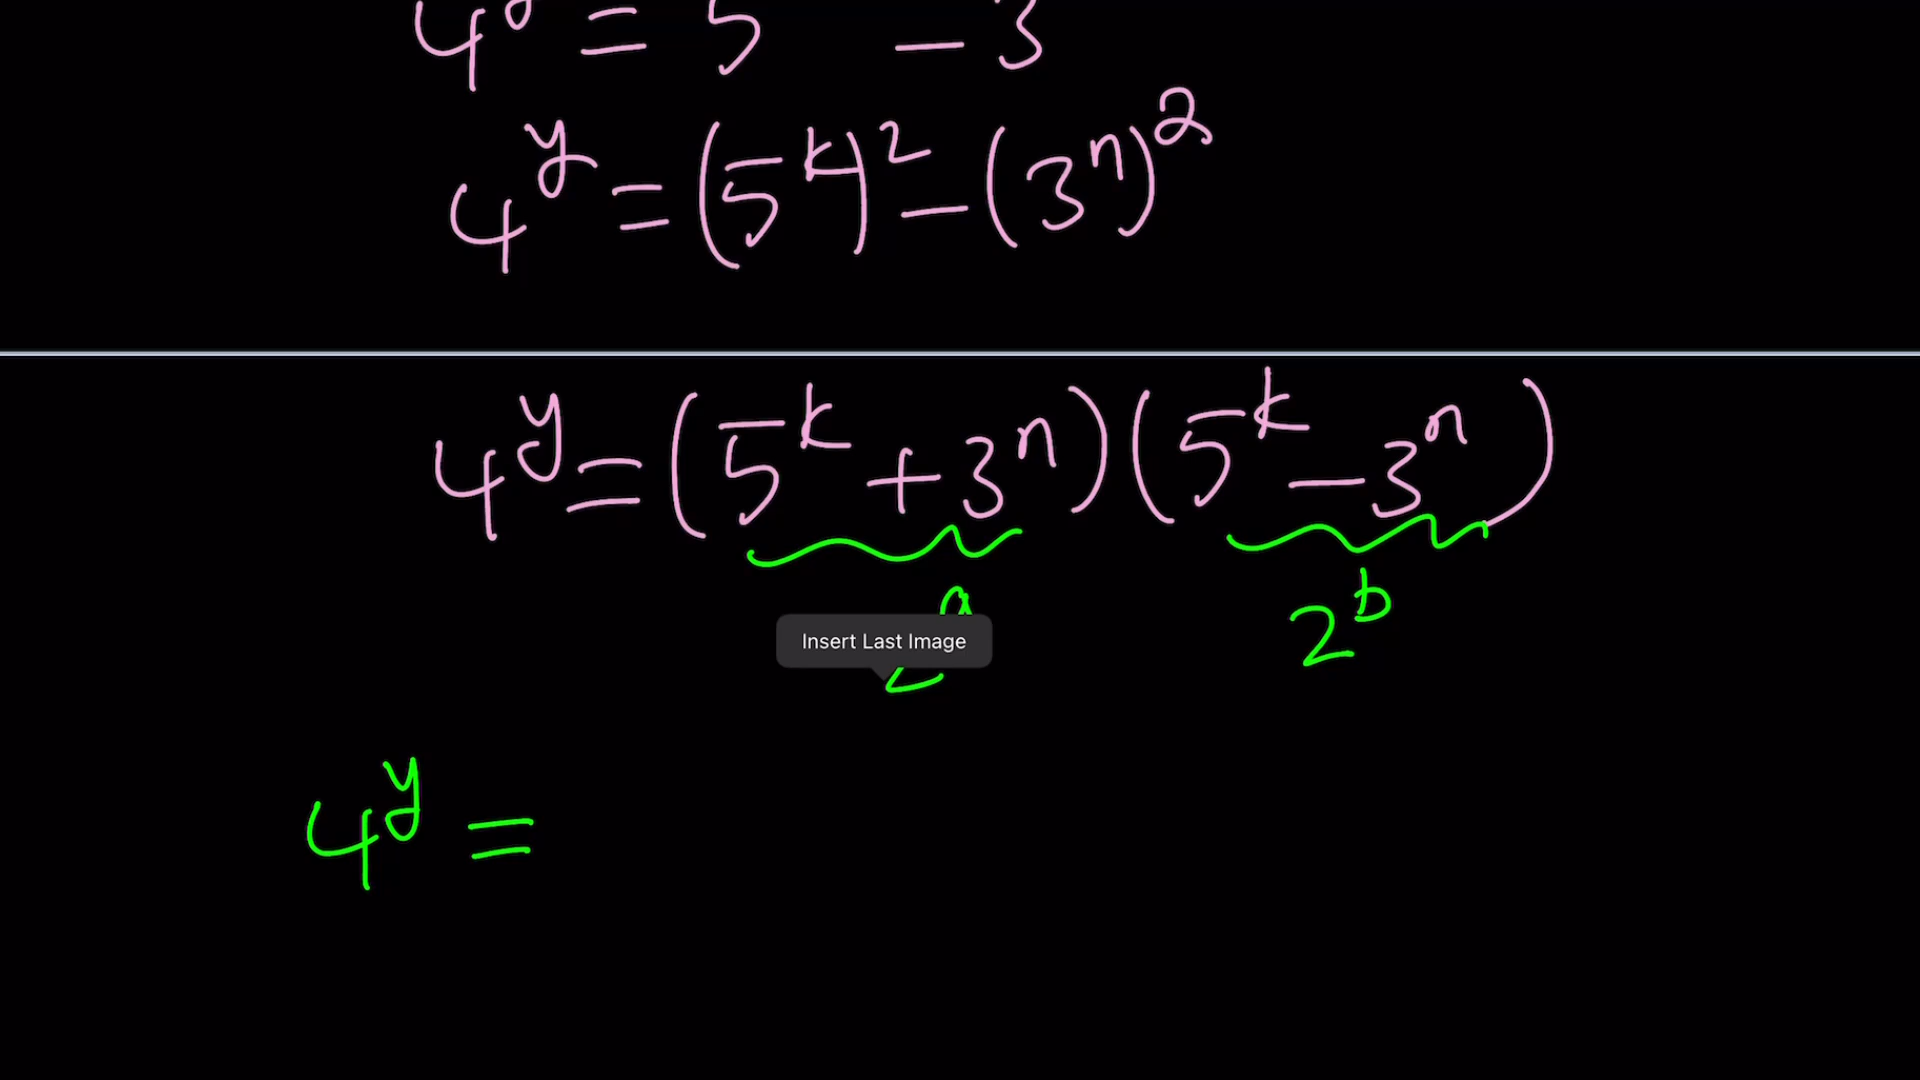 4^y = 5 - 3
4^y = (5^k)^2 - (3^n)^2
4^y = (5^k + 3^n)(5^k - 3^n)
2^a 2^b
Insert Last Image
4^y =